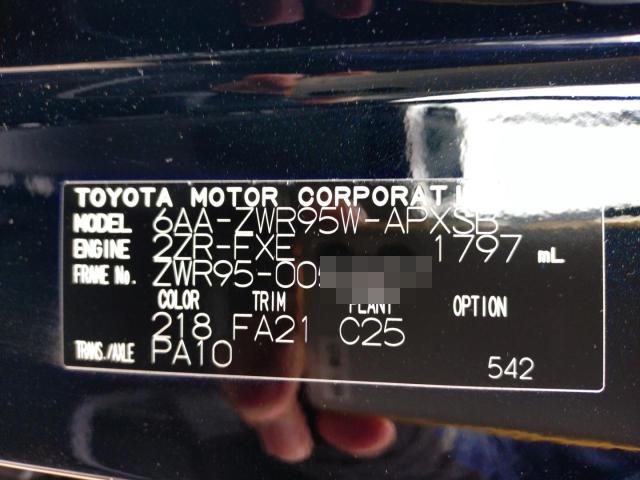 TOYOTA MOTOR CORPORATI
MODEL 6AA-ZWR95W-APXSB
ENGINE 2ZR-FXE 1797 mL
FRAME No. ZWR95-00
COLOR TRIM PLANT OPTION
218 FA21 C25
TRANS./AXLE PA10
542